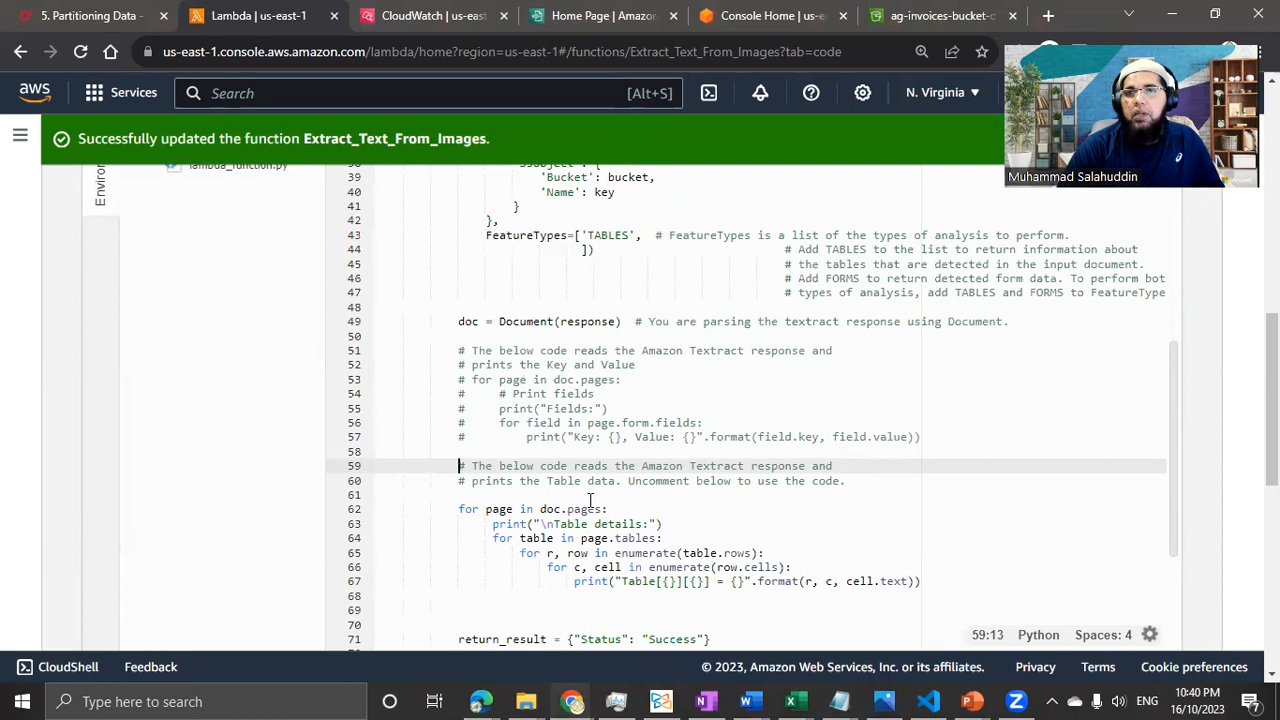 5. Partitioning Data -
Lambda | us-east-1
CloudWatch | us-eas
Home Page | Amazo
Console Home | us-e
ag-invoices-bucket-c
us-east-1.console.aws.amazon.com/lambda/home?region=us-east-1#/functions/Extract_Text_From_Images?tab=code
aws
Services
Search
[Alt+S]
N. Virginia
Successfully updated the function Extract_Text_From_Images.
Muhammad Salahuddin
Environ
lambda_function.py
39 'Bucket': bucket,
40 'Name': key
41 }
42 },
43 FeatureTypes=['TABLES', # FeatureTypes is a list of the types of analysis to perform.
44 ]) # Add TABLES to the list to return information about
45 # the tables that are detected in the input document.
46 # Add FORMS to return detected form data. To perform bot
47 # types of analysis, add TABLES and FORMS to FeatureType
48
49 doc = Document(response) # You are parsing the textract response using Document.
50
51 # The below code reads the Amazon Textract response and
52 # prints the Key and Value
53 # for page in doc.pages:
54 # # Print fields
55 # print("Fields:")
56 # for field in page.form.fields:
57 # print("Key: {}, Value: {}".format(field.key, field.value))
58
59 # The below code reads the Amazon Textract response and
60 # prints the Table data. Uncomment below to use the code.
61
62 for page in doc.pages:
63 print("\nTable details:")
64 for table in page.tables:
65 for r, row in enumerate(table.rows):
66 for c, cell in enumerate(row.cells):
67 print("Table[{}][{}] = {}".format(r, c, cell.text))
68
69
70
71 return_result = {"Status": "Success"}
59:13 Python Spaces: 4
CloudShell
Feedback
© 2023, Amazon Web Services, Inc. or its affiliates.
Privacy
Terms
Cookie preferences
Type here to search
ENG
10:40 PM
16/10/2023